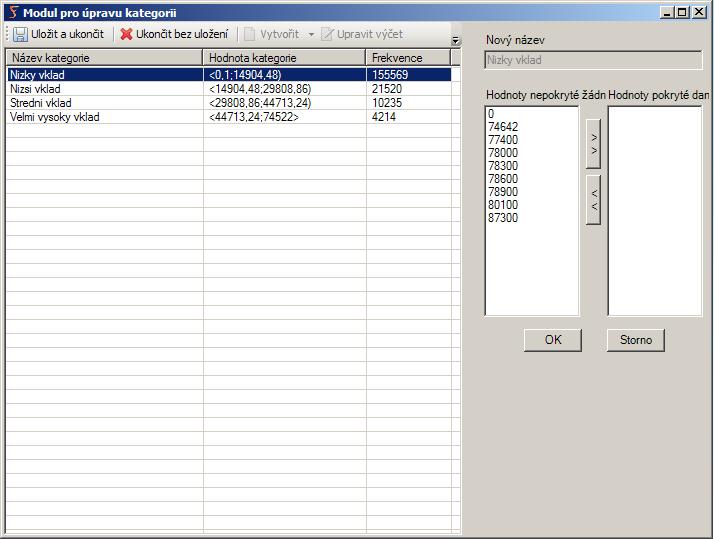 Modul pro úpravu kategorii
Uložit a ukončit Ukončit bez uložení Vytvořit Upravit výčet
Název kategorie Hodnota kategorie Frekvence
Nizky vklad <0,1;14904,48) 155569
Nizsi vklad <14904,48;29808,86) 21520
Stredni vklad <29808,86;44713,24) 10235
Velmi vysoky vklad <44713,24;74522> 4214
Nový název
Nizky vklad
Hodnoty nepokryté žádn Hodnoty pokryté dan
0
74642
77400
78000
78300
78600
78900
80100
87300
>
>
<
<
OK Storno